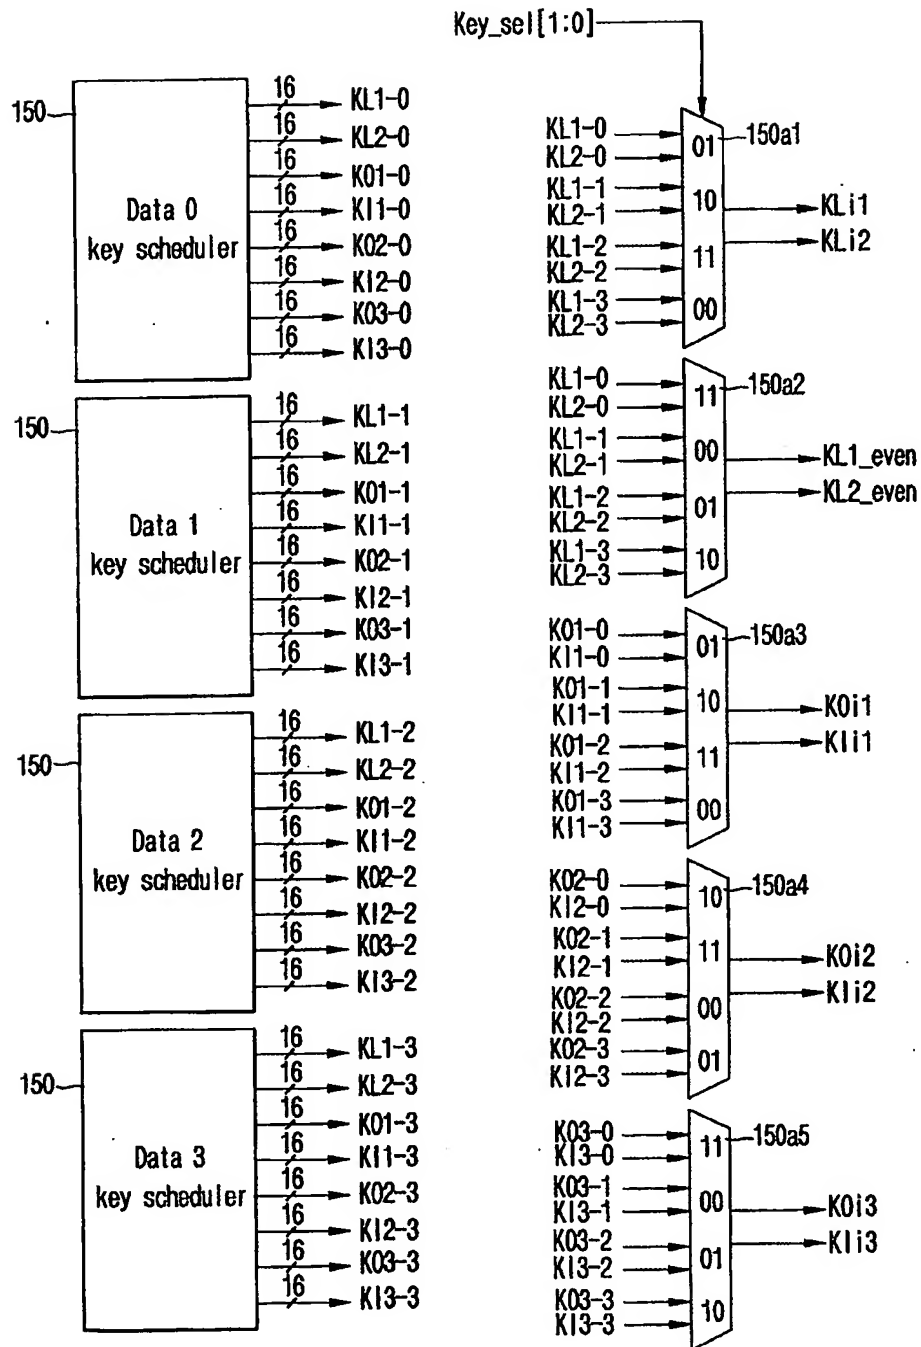 Key_sel[1:0]
150
Data 0
key scheduler
16
KL1-0
16
KL2-0
16
KO1-0
16
KI1-0
16
KO2-0
16
KI2-0
16
KO3-0
16
KI3-0
150
Data 1
key scheduler
16
KL1-1
16
KL2-1
16
KO1-1
16
KI1-1
16
KO2-1
16
KI2-1
16
KO3-1
16
KI3-1
150
Data 2
key scheduler
16
KL1-2
16
KL2-2
16
KO1-2
16
KI1-2
16
KO2-2
16
KI2-2
16
KO3-2
16
KI3-2
150
Data 3
key scheduler
16
KL1-3
16
KL2-3
16
KO1-3
16
KI1-3
16
KO2-3
16
KI2-3
16
KO3-3
16
KI3-3
150a1
KL1-0
KL2-0
01
KL1-1
KL2-1
10
KL1-2
KL2-2
11
KL1-3
KL2-3
00
KLi1
KLi2
150a2
KL1-0
KL2-0
11
KL1-1
KL2-1
00
KL1-2
KL2-2
01
KL1-3
KL2-3
10
KL1_even
KL2_even
150a3
KO1-0
KI1-0
01
KO1-1
KI1-1
10
KO1-2
KI1-2
11
KO1-3
KI1-3
00
KOi1
KIi1
150a4
KO2-0
KI2-0
10
KO2-1
KI2-1
11
KO2-2
KI2-2
00
KO2-3
KI2-3
01
KOi2
KIi2
150a5
KO3-0
KI3-0
11
KO3-1
KI3-1
00
KO3-2
KI3-2
01
KO3-3
KI3-3
10
KOi3
KIi3